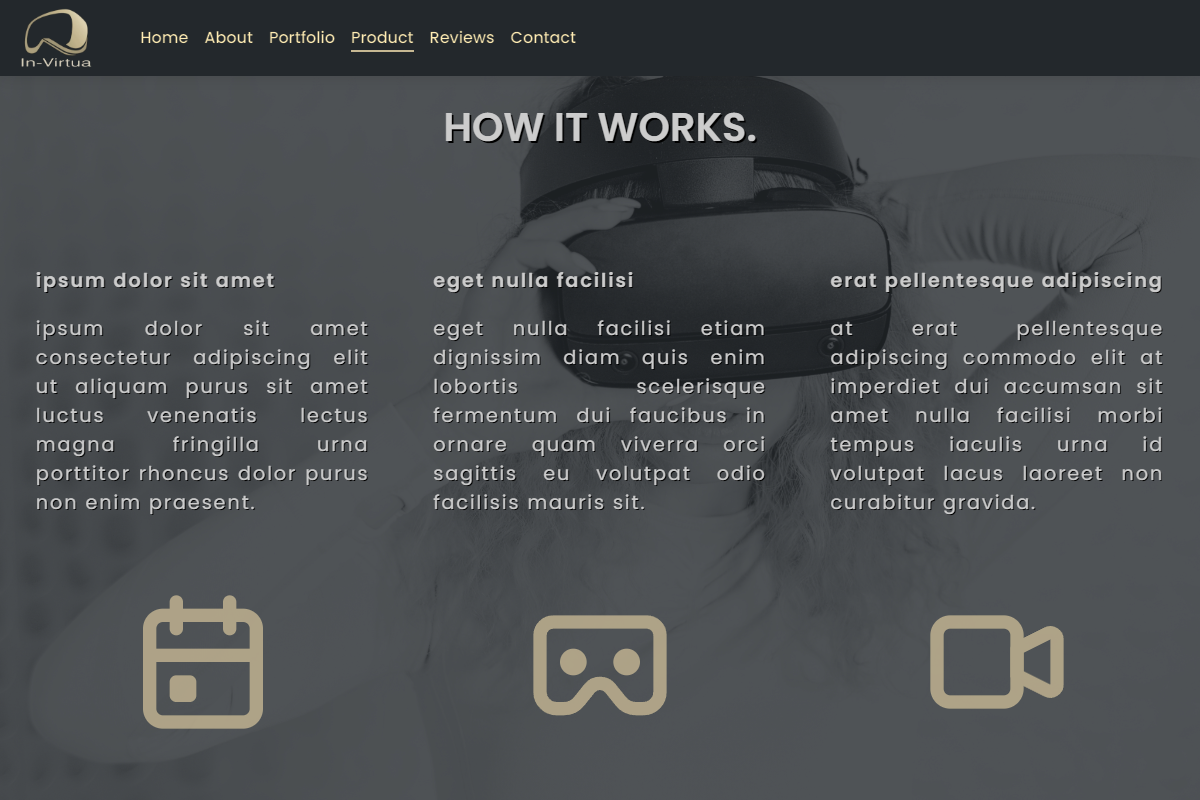 In-Virtua
Home About Portfolio Product Reviews Contact
HOW IT WORKS.
ipsum dolor sit amet
ipsum dolor sit amet
consectetur adipiscing elit
ut aliquam purus sit amet
luctus venenatis lectus
magna fringilla urna
porttitor rhoncus dolor purus
non enim praesent.
eget nulla facilisi
eget nulla facilisi etiam
dignissim diam quis enim
lobortis scelerisque
fermentum dui faucibus in
ornare quam viverra orci
sagittis eu volutpat odio
facilisis mauris sit.
erat pellentesque adipiscing
at erat pellentesque
adipiscing commodo elit at
imperdiet dui accumsan sit
amet nulla facilisi morbi
tempus iaculis urna id
volutpat lacus laoreet non
curabitur gravida.